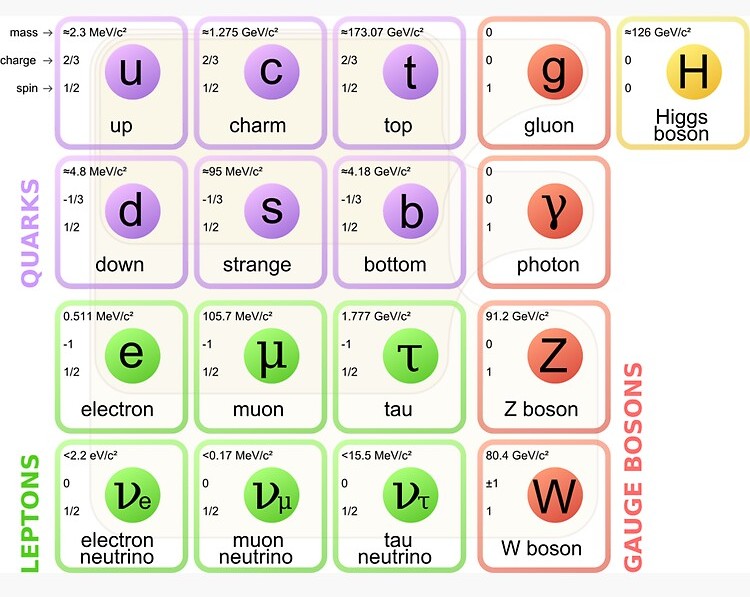 mass →
charge →
spin →
≈2.3 MeV/c²
2/3
1/2
u
up
≈1.275 GeV/c²
2/3
1/2
c
charm
≈173.07 GeV/c²
2/3
1/2
t
top
0
0
1
g
gluon
≈126 GeV/c²
0
0
H
Higgs
boson
QUARKS
≈4.8 MeV/c²
-1/3
1/2
d
down
≈95 MeV/c²
-1/3
1/2
s
strange
≈4.18 GeV/c²
-1/3
1/2
b
bottom
0
0
1
γ
photon
LEPTONS
0.511 MeV/c²
-1
1/2
e
electron
105.7 MeV/c²
-1
1/2
μ
muon
1.777 GeV/c²
-1
1/2
τ
tau
91.2 GeV/c²
0
1
Z
Z boson
<2.2 eV/c²
0
1/2
νe
electron
neutrino
<0.17 MeV/c²
0
1/2
νμ
muon
neutrino
<15.5 MeV/c²
0
1/2
ντ
tau
neutrino
80.4 GeV/c²
±1
1
W
W boson
GAUGE BOSONS